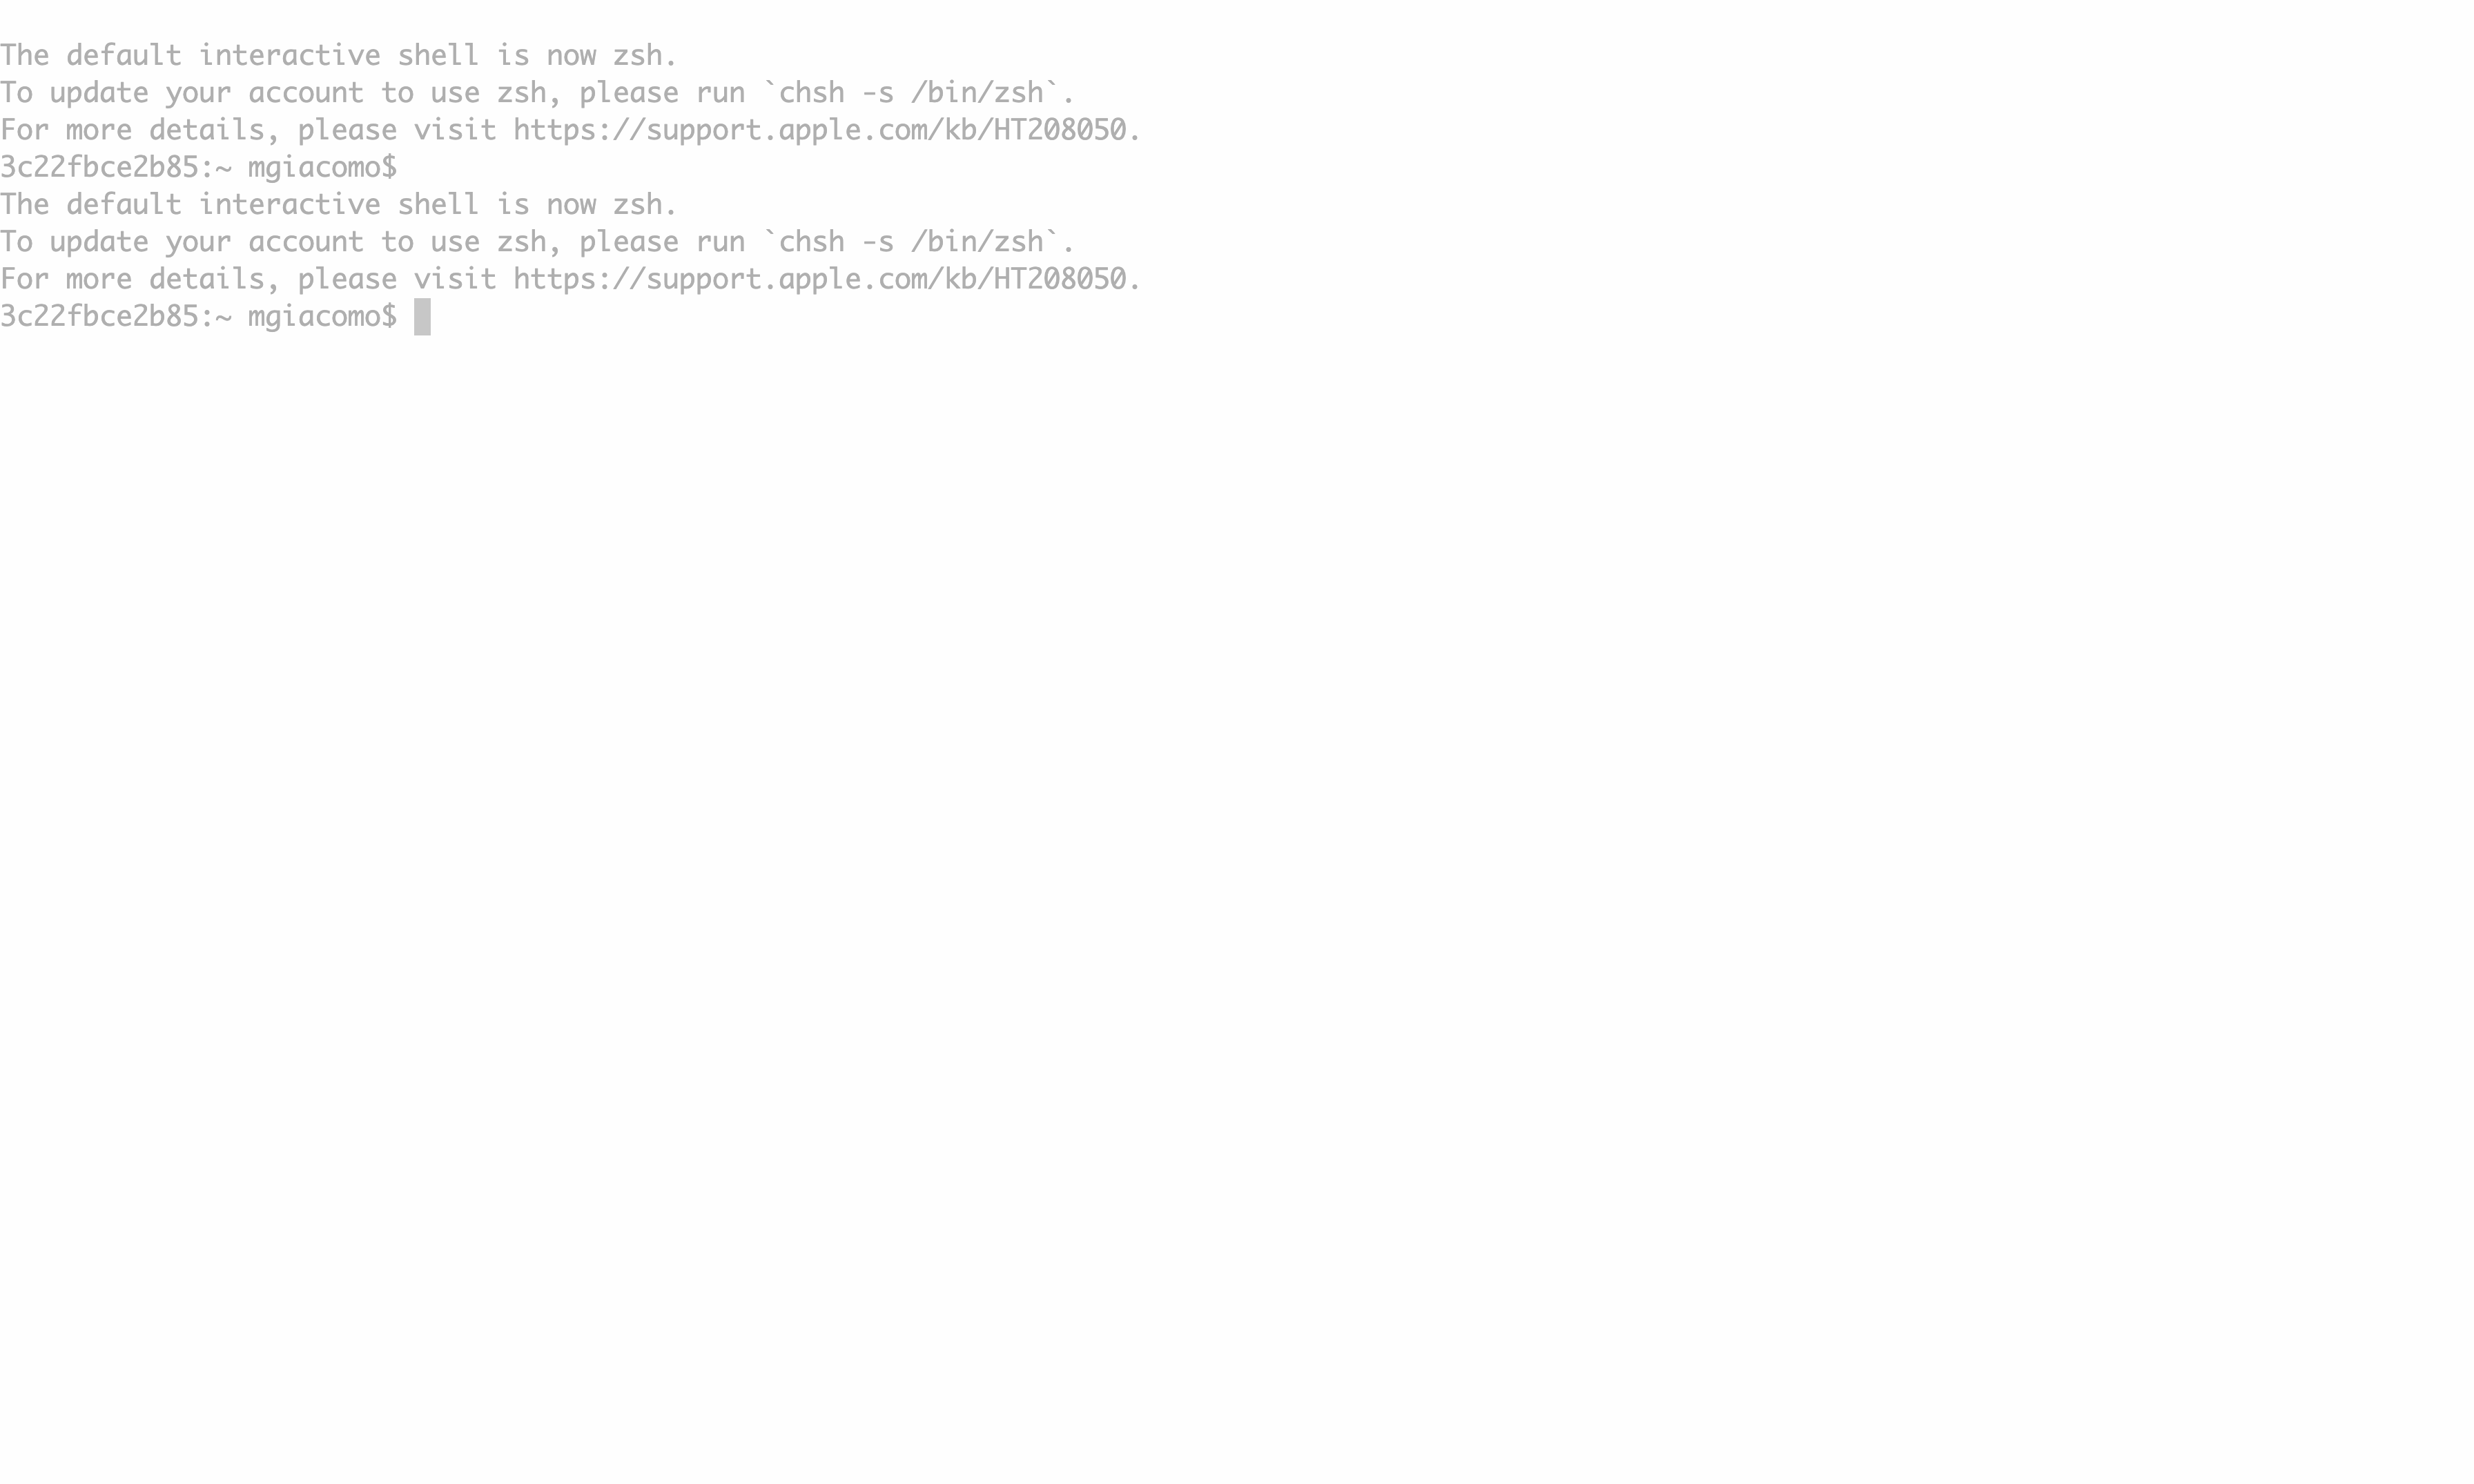 The default interactive shell is now zsh.
To update your account to use zsh, please run `chsh -s /bin/zsh`.
For more details, please visit https://support.apple.com/kb/HT208050.
3c22fbce2b85:~ mgiacomo$
The default interactive shell is now zsh.
To update your account to use zsh, please run `chsh -s /bin/zsh`.
For more details, please visit https://support.apple.com/kb/HT208050.
3c22fbce2b85:~ mgiacomo$